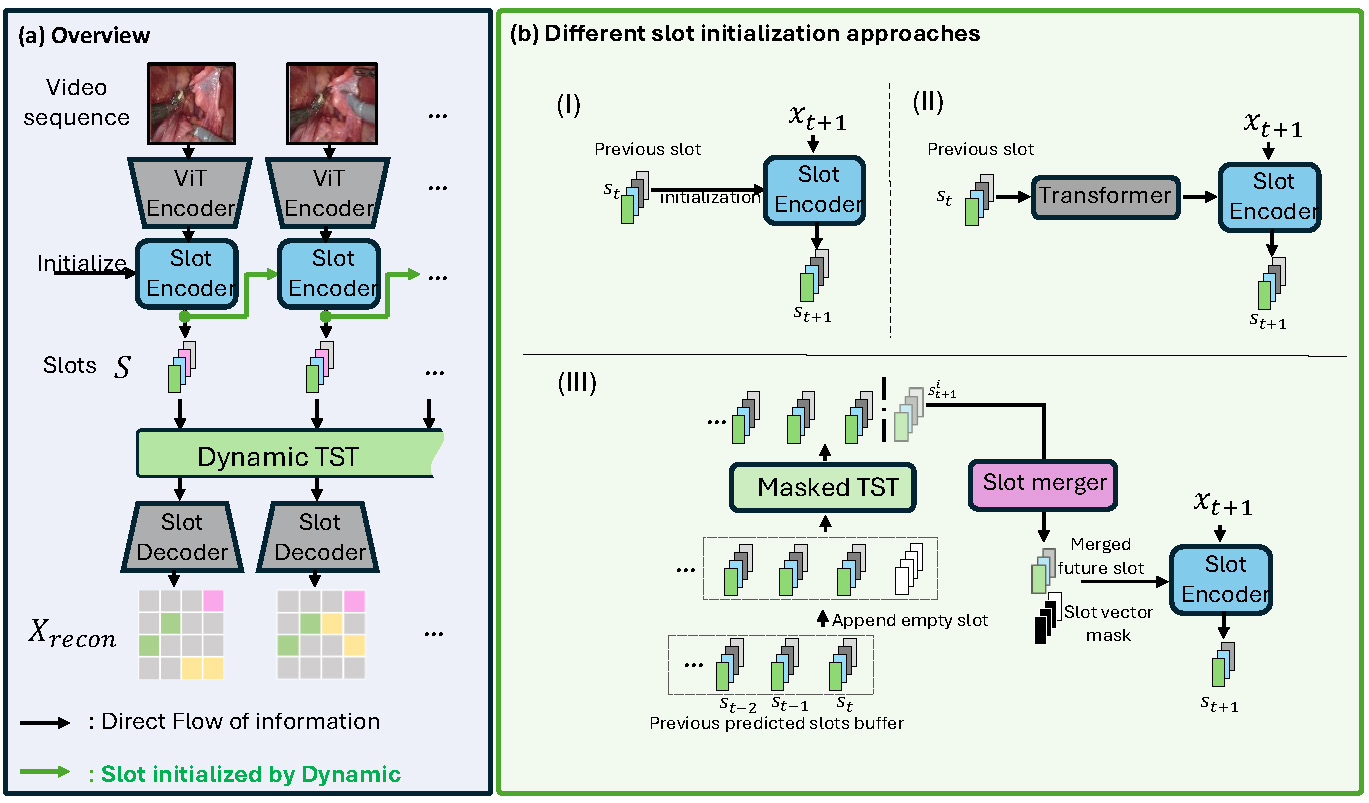 (a) Overview
Video
sequence
...
ViT
Encoder
ViT
Encoder
...
Initialize
Slot
Encoder
Slot
Encoder
...
Slots S
...
Dynamic TST
Slot
Decoder
Slot
Decoder
X_recon
...
: Direct Flow of information
: Slot initialized by Dynamic
(b) Different slot initialization approaches
(I)
x_{t+1}
Previous slot
s_t
initialization
Slot
Encoder
s_{t+1}
(II)
x_{t+1}
Previous slot
s_t
Transformer
Slot
Encoder
s_{t+1}
(III)
...
s^i_{t+1}
Masked TST
Slot merger
x_{t+1}
...
Merged
future slot
Slot
Encoder
Slot vector
mask
Append empty slot
...
s_{t-2} s_{t-1} s_t
Previous predicted slots buffer
s_{t+1}